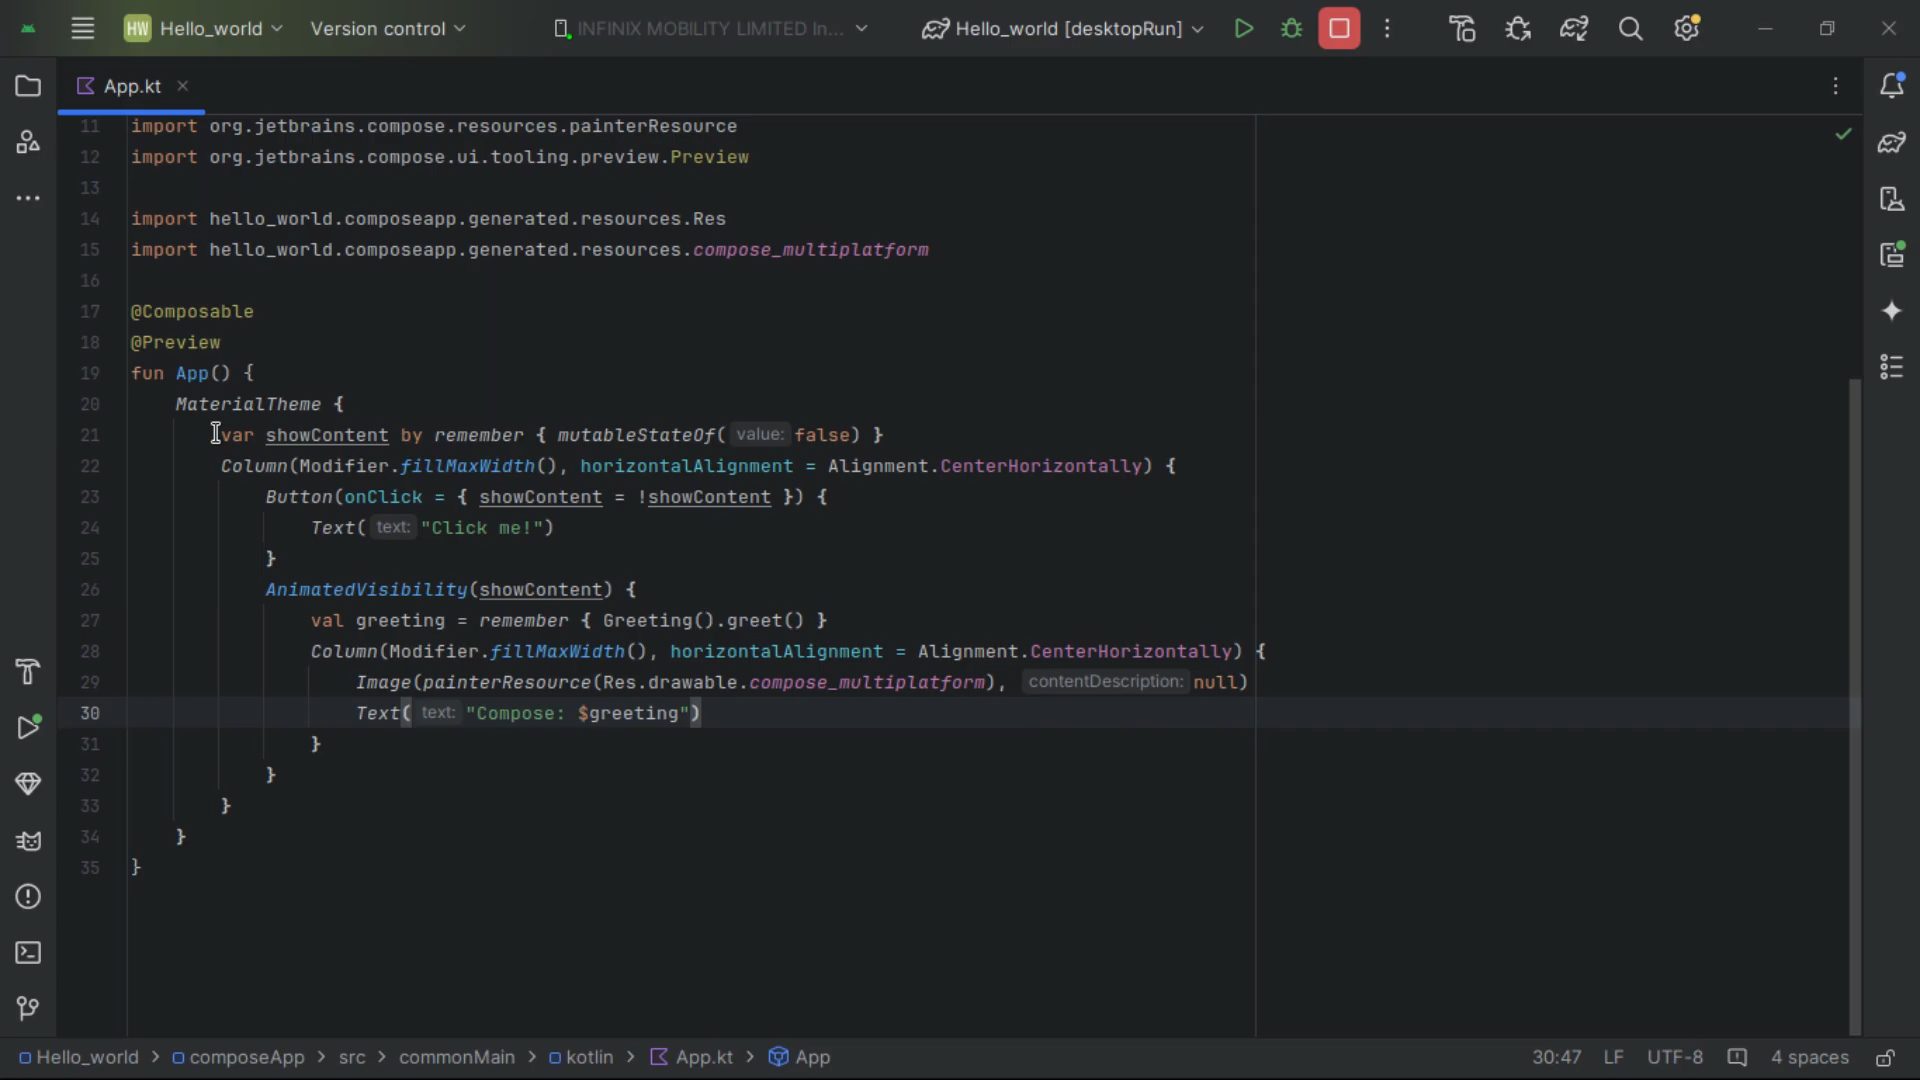 HW Hello_world Version control INFINIX MOBILITY LIMITED In... Hello_world [desktopRun]
App.kt
11 import org.jetbrains.compose.resources.painterResource
12 import org.jetbrains.compose.ui.tooling.preview.Preview
13
14 import hello_world.composeapp.generated.resources.Res
15 import hello_world.composeapp.generated.resources.compose_multiplatform
16
17 @Composable
18 @Preview
19 fun App() {
20 MaterialTheme {
21 var showContent by remember { mutableStateOf( value: false) }
22 Column(Modifier.fillMaxWidth(), horizontalAlignment = Alignment.CenterHorizontally) {
23 Button(onClick = { showContent = !showContent }) {
24 Text( text: "Click me!")
25 }
26 AnimatedVisibility(showContent) {
27 val greeting = remember { Greeting().greet() }
28 Column(Modifier.fillMaxWidth(), horizontalAlignment = Alignment.CenterHorizontally) {
29 Image(painterResource(Res.drawable.compose_multiplatform), contentDescription: null)
30 Text( text: "Compose: $greeting")
31 }
32 }
33 }
34 }
35 }
Hello_world > composeApp > src > commonMain > kotlin > App.kt > App 30:47 LF UTF-8 4 spaces